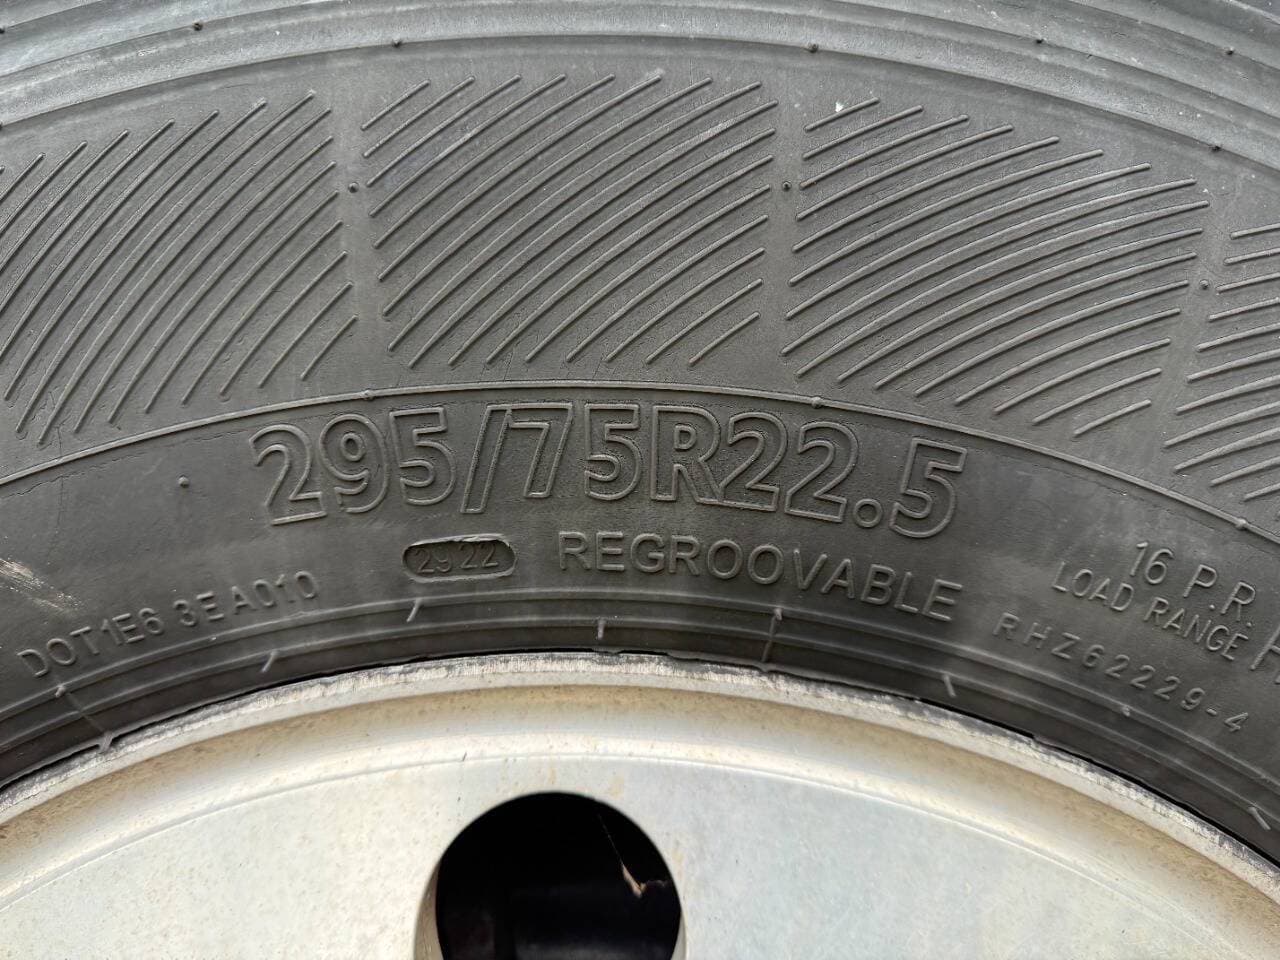 295/75R22.5
DOT1E6 3EA010
2922
REGROOVABLE
16 P.R.
LOAD RANGE H
RHZ62229-4